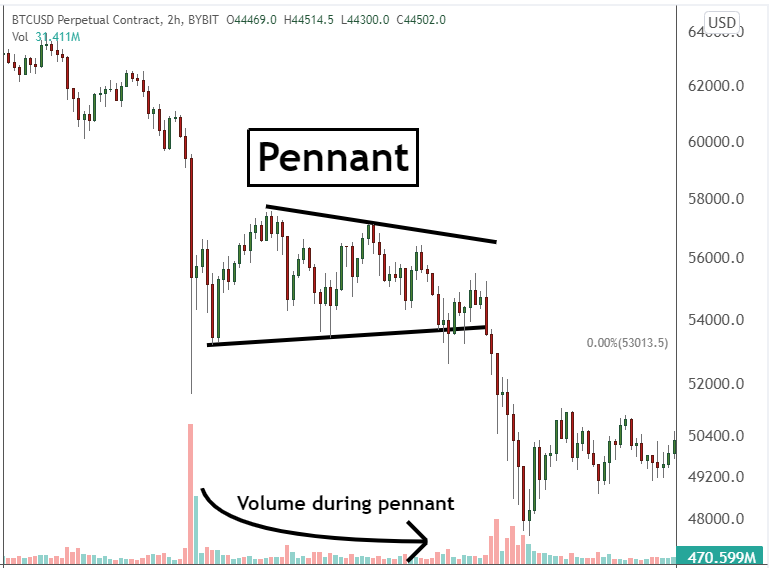 BTCUSD Perpetual Contract, 2h, BYBIT O44469.0 H44514.5 L44300.0 C44502.0
Vol 31.411M
USD
62000.0
60000.0
Pennant
58000.0
56000.0
54000.0
0.00%(53013.5)
52000.0
50400.0
49200.0
Volume during pennant
48000.0
470.599M